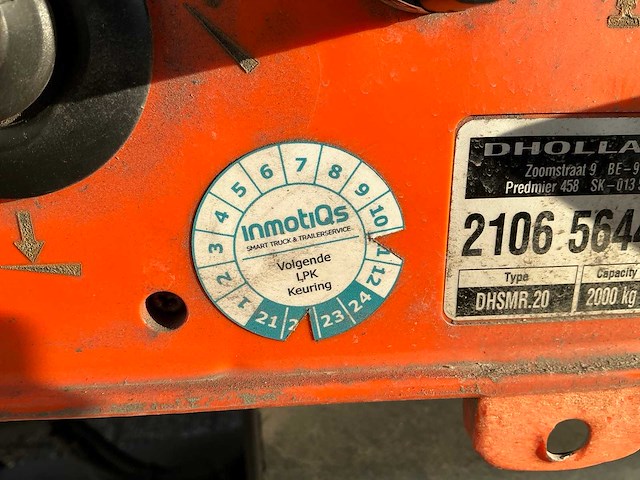 7
6
8
5
9
4
10
3
2
12
1
21
23
24
inmotiQs
SMART TRUCK & TRAILERSERVICE
Volgende
LPK
Keuring
DHOLLA
Zoomstraat 9 BE-9
Predmier 458 SK-013
2106 564
Type
Capacity
DHSMR.20
2000 kg